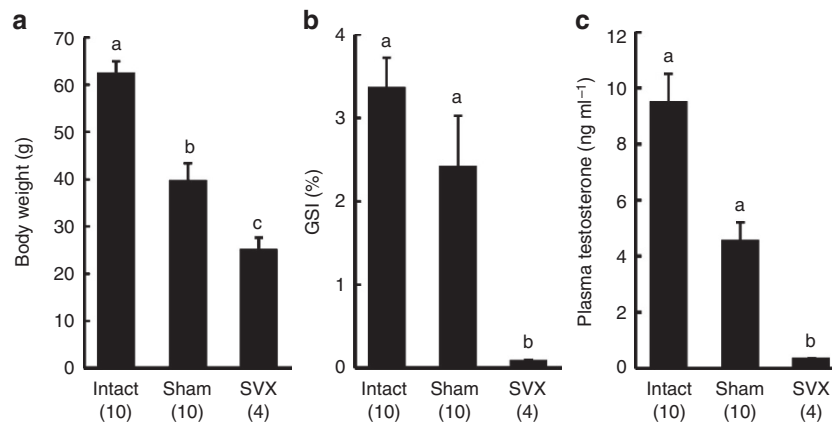 a
Body weight (g)
70
60
50
40
30
20
10
0
a
b
c
Intact
(10)
Sham
(10)
SVX
(4)
b
GSI (%)
4
3
2
1
0
a
a
b
Intact
(10)
Sham
(10)
SVX
(4)
c
Plasma testosterone (ng ml⁻¹)
12
10
8
6
4
2
0
a
a
b
Intact
(10)
Sham
(10)
SVX
(4)